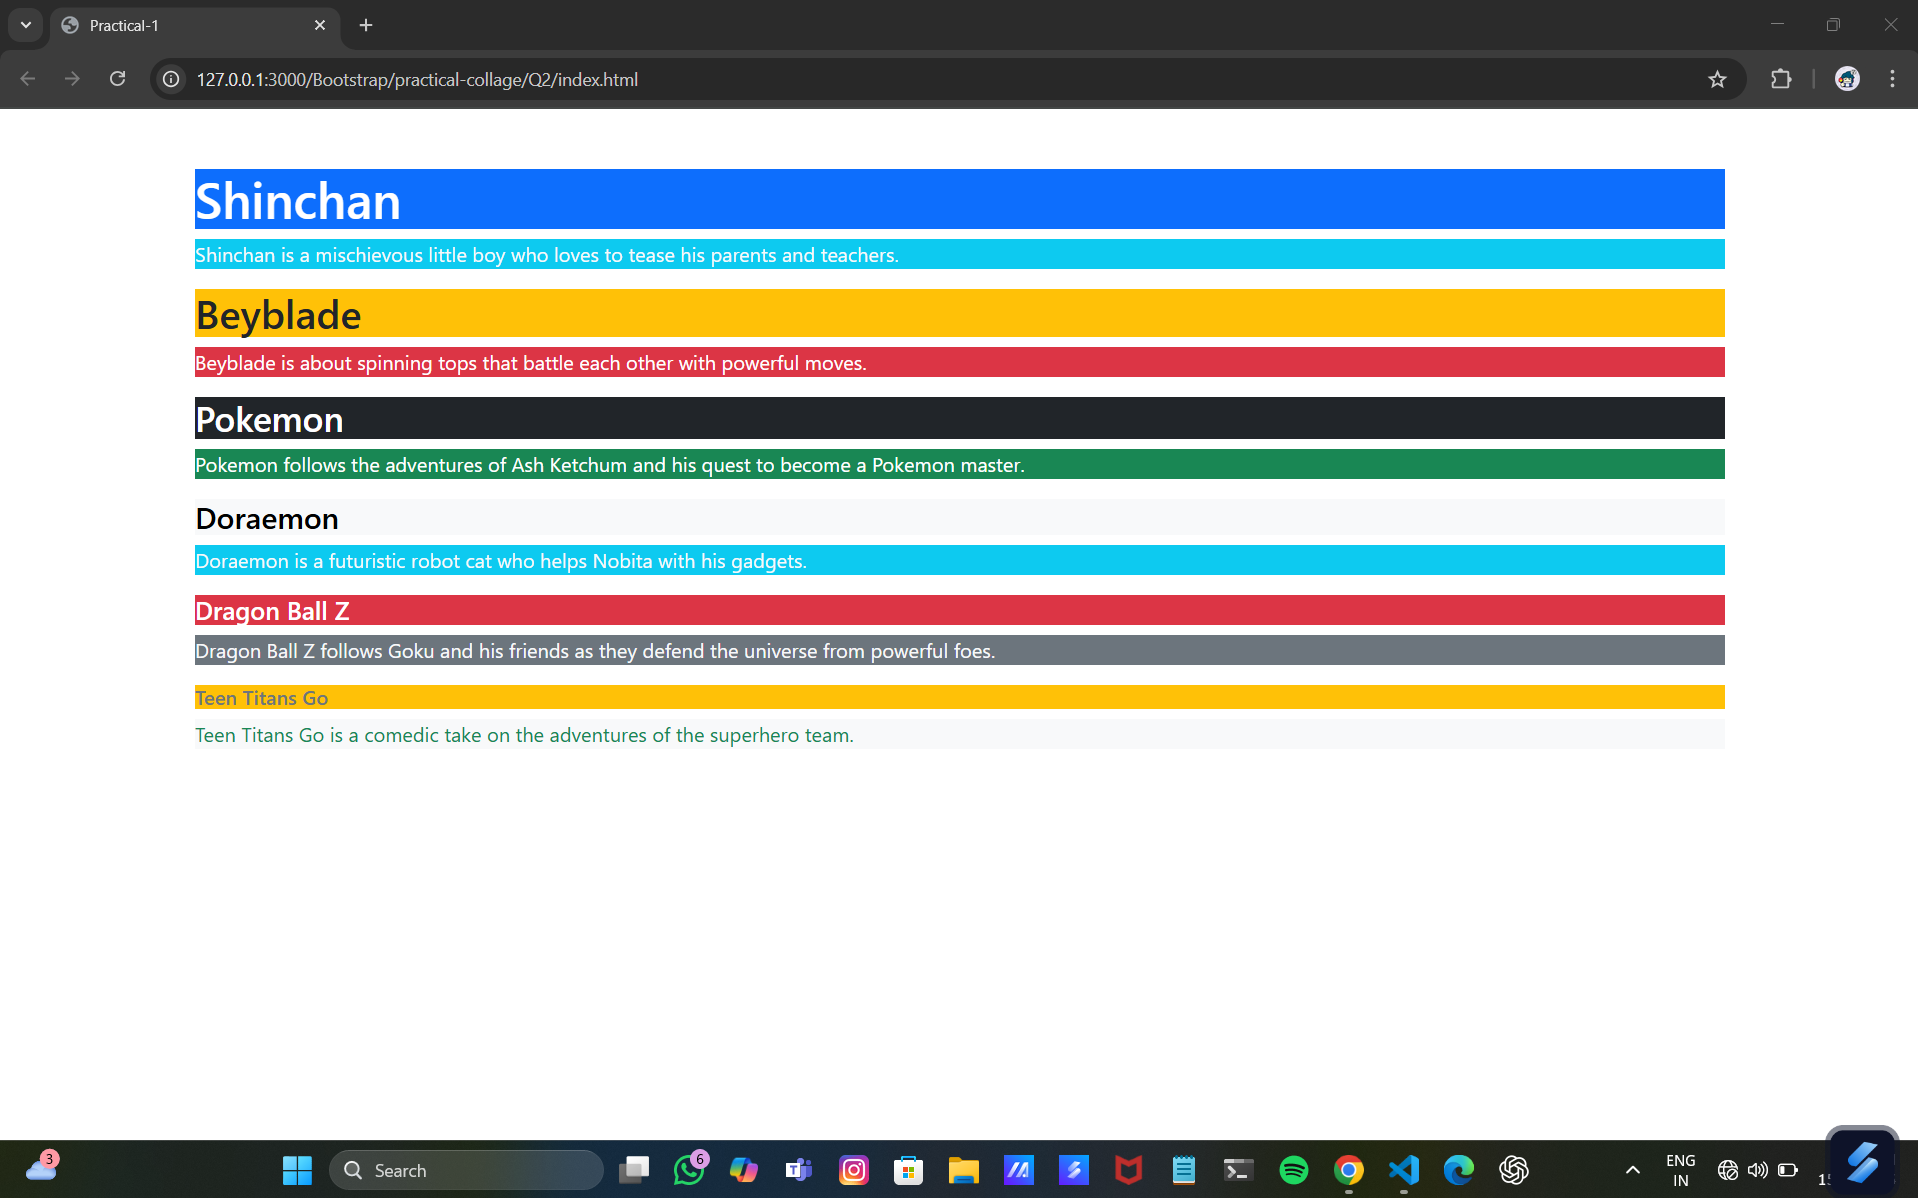 Practical-1
127.0.0.1:3000/Bootstrap/practical-collage/Q2/index.html
Shinchan
Shinchan is a mischievous little boy who loves to tease his parents and teachers.
Beyblade
Beyblade is about spinning tops that battle each other with powerful moves.
Pokemon
Pokemon follows the adventures of Ash Ketchum and his quest to become a Pokemon master.
Doraemon
Doraemon is a futuristic robot cat who helps Nobita with his gadgets.
Dragon Ball Z
Dragon Ball Z follows Goku and his friends as they defend the universe from powerful foes.
Teen Titans Go
Teen Titans Go is a comedic take on the adventures of the superhero team.
3
Search
6
ENG
IN